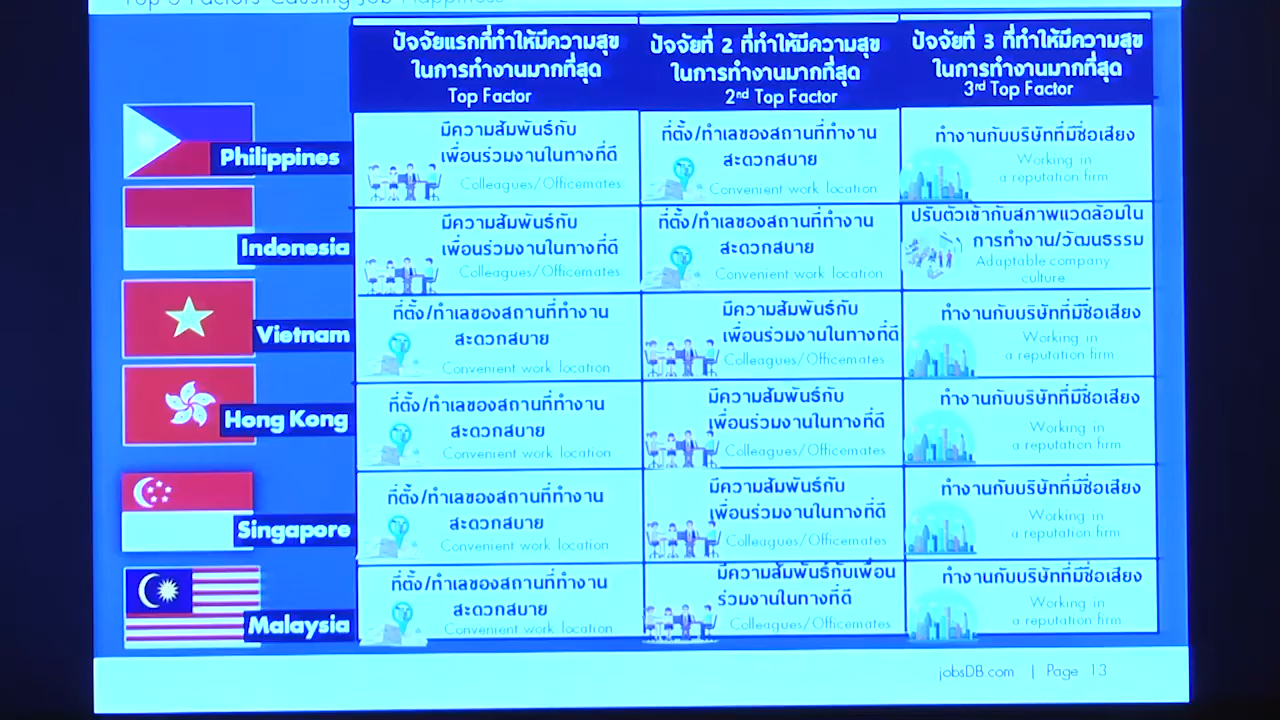 Top 3 Factors Causing Job Happiness
ปัจจัยแรกที่ทำให้มีความสุข
ในการทำงานมากที่สุด
Top Factor
ปัจจัยที่ 2 ที่ทำให้มีความสุข
ในการทำงานมากที่สุด
2nd Top Factor
ปัจจัยที่ 3 ที่ทำให้มีความสุข
ในการทำงานมากที่สุด
3rd Top Factor
Philippines
มีความสัมพันธ์กับ
เพื่อนร่วมงานในทางที่ดี
Colleagues/Officemates
ที่ตั้ง/ทำเลของสถานที่ทำงาน
สะดวกสบาย
Convenient work location
ทำงานกับบริษัทที่มีชื่อเสียง
Working in
a reputation firm
Indonesia
มีความสัมพันธ์กับ
เพื่อนร่วมงานในทางที่ดี
Colleagues/Officemates
ที่ตั้ง/ทำเลของสถานที่ทำงาน
สะดวกสบาย
Convenient work location
ปรับตัวเข้ากับสภาพแวดล้อมใน
การทำงาน/วัฒนธรรม
Adaptable company
culture
Vietnam
ที่ตั้ง/ทำเลของสถานที่ทำงาน
สะดวกสบาย
Convenient work location
มีความสัมพันธ์กับ
เพื่อนร่วมงานในทางที่ดี
Colleagues/Officemates
ทำงานกับบริษัทที่มีชื่อเสียง
Working in
a reputation firm
Hong Kong
ที่ตั้ง/ทำเลของสถานที่ทำงาน
สะดวกสบาย
Convenient work location
มีความสัมพันธ์กับ
เพื่อนร่วมงานในทางที่ดี
Colleagues/Officemates
ทำงานกับบริษัทที่มีชื่อเสียง
Working in
a reputation firm
Singapore
ที่ตั้ง/ทำเลของสถานที่ทำงาน
สะดวกสบาย
Convenient work location
มีความสัมพันธ์กับ
เพื่อนร่วมงานในทางที่ดี
Colleagues/Officemates
ทำงานกับบริษัทที่มีชื่อเสียง
Working in
a reputation firm
Malaysia
ที่ตั้ง/ทำเลของสถานที่ทำงาน
สะดวกสบาย
Convenient work location
มีความสัมพันธ์กับเพื่อน
ร่วมงานในทางที่ดี
Colleagues/Officemates
ทำงานกับบริษัทที่มีชื่อเสียง
Working in
a reputation firm
jobsDB.com | Page 13